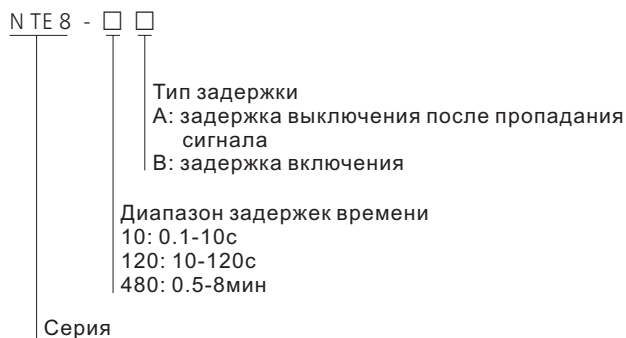 N TE 8 - □ □
Тип задержки
А: задержка выключения после пропадания
сигнала
В: задержка включения
Диапазон задержек времени
10: 0.1-10с
120: 10-120с
480: 0.5-8мин
Серия